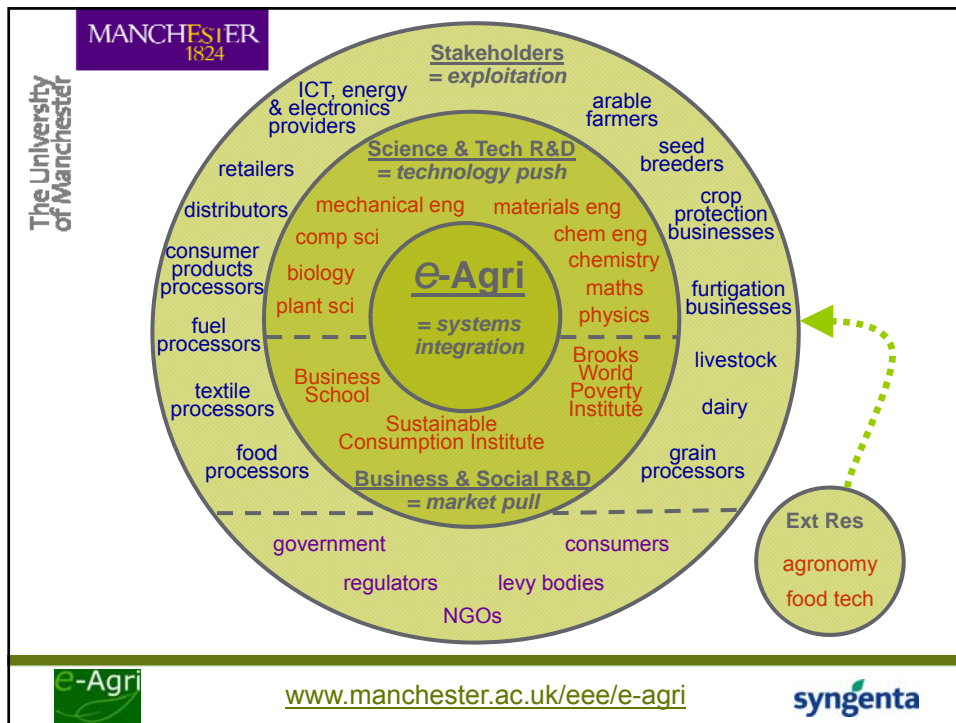 MANCHESTER
1824
The University
of Manchester
Stakeholders
= exploitation
ICT, energy
& electronics
providers
retailers
distributors
consumer
products
processors
fuel
processors
textile
processors
food
processors
arable
farmers
seed
breeders
crop
protection
businesses
furtigation
businesses
livestock
dairy
grain
processors
Science & Tech R&D
= technology push
mechanical eng
comp sci
biology
plant sci
materials eng
chem eng
chemistry
maths
physics
e-Agri
= systems
integration
Business
School
Brooks
World
Poverty
Institute
Sustainable
Consumption Institute
Business & Social R&D
= market pull
government
consumers
regulators
levy bodies
NGOs
Ext Res
agronomy
food tech
e-Agri
www.manchester.ac.uk/eee/e-agri
syngenta